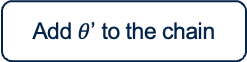 Add 𝜃’ to the chain